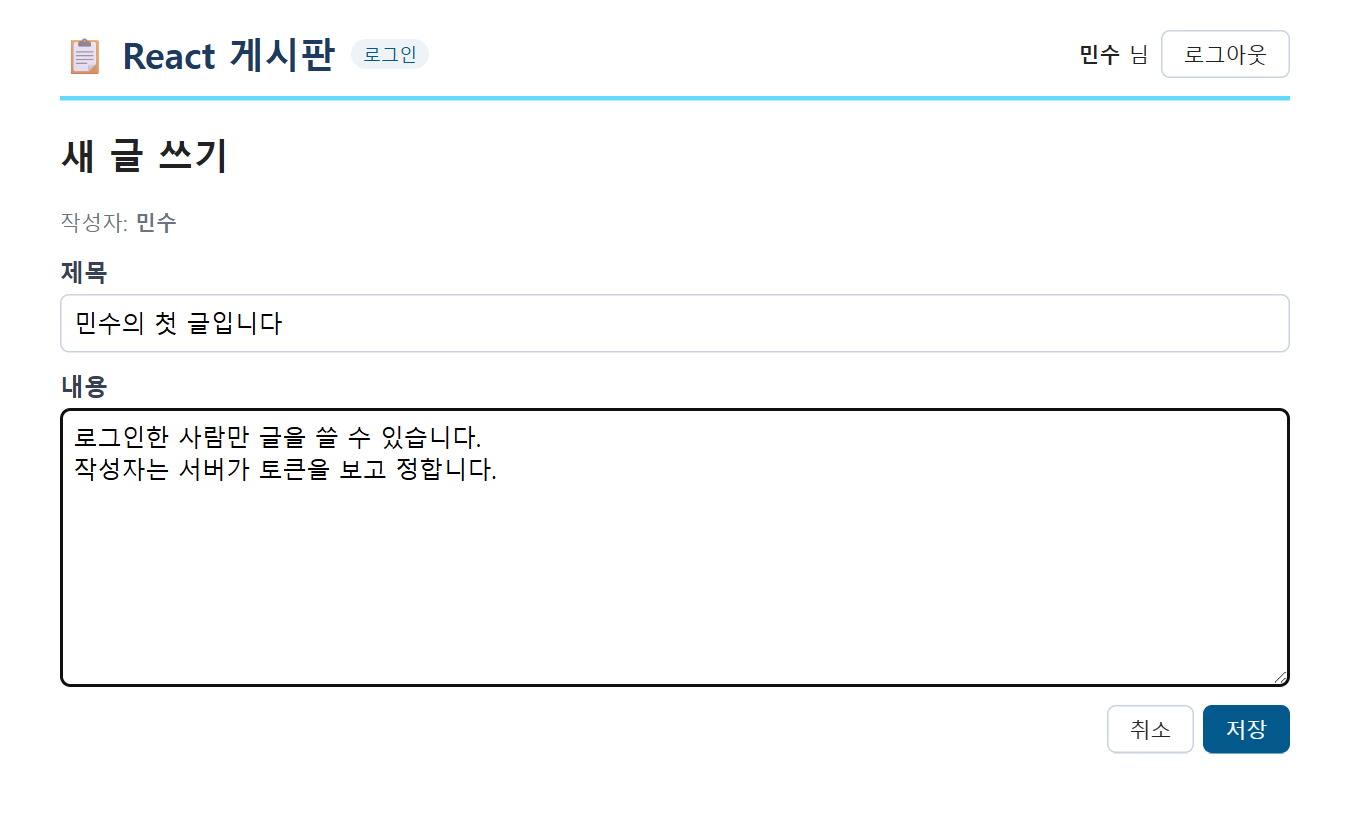 React 게시판 로그인
민수 님 로그아웃
새 글 쓰기
작성자: 민수
제목
민수의 첫 글입니다
내용
로그인한 사람만 글을 쓸 수 있습니다.
작성자는 서버가 토큰을 보고 정합니다.
취소 저장